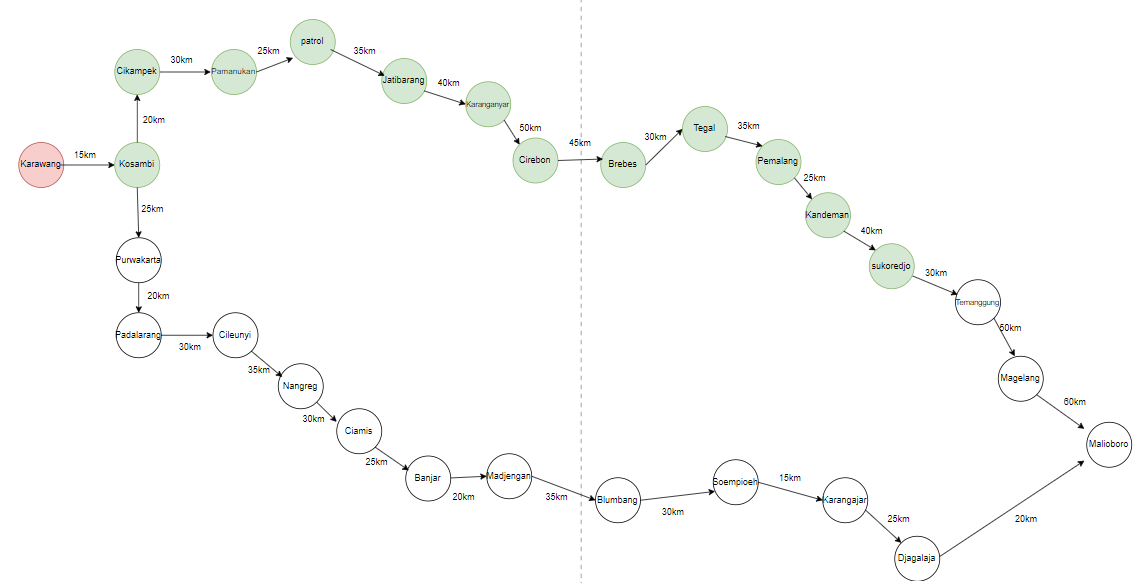 patrol
25km
35km
30km
Cikampek
Pamanukan
Jatibarang
40km
Karanganyar
20km
50km
Tegal
35km
45km
30km
15km
Karawang
Kosambi
Cirebon
Brebes
Pemalang
25km
25km
Kandeman
40km
Purwakarta
sukoredjo
30km
20km
Temanggung
50km
Padalarang
Cileunyi
30km
35km
Nangreg
Magelang
60km
30km
Ciamis
Malioboro
25km
Banjar
Madjengan
Soempioeh
15km
20km
35km
Blumbang
30km
Karangajar
25km
20km
Djagalaja